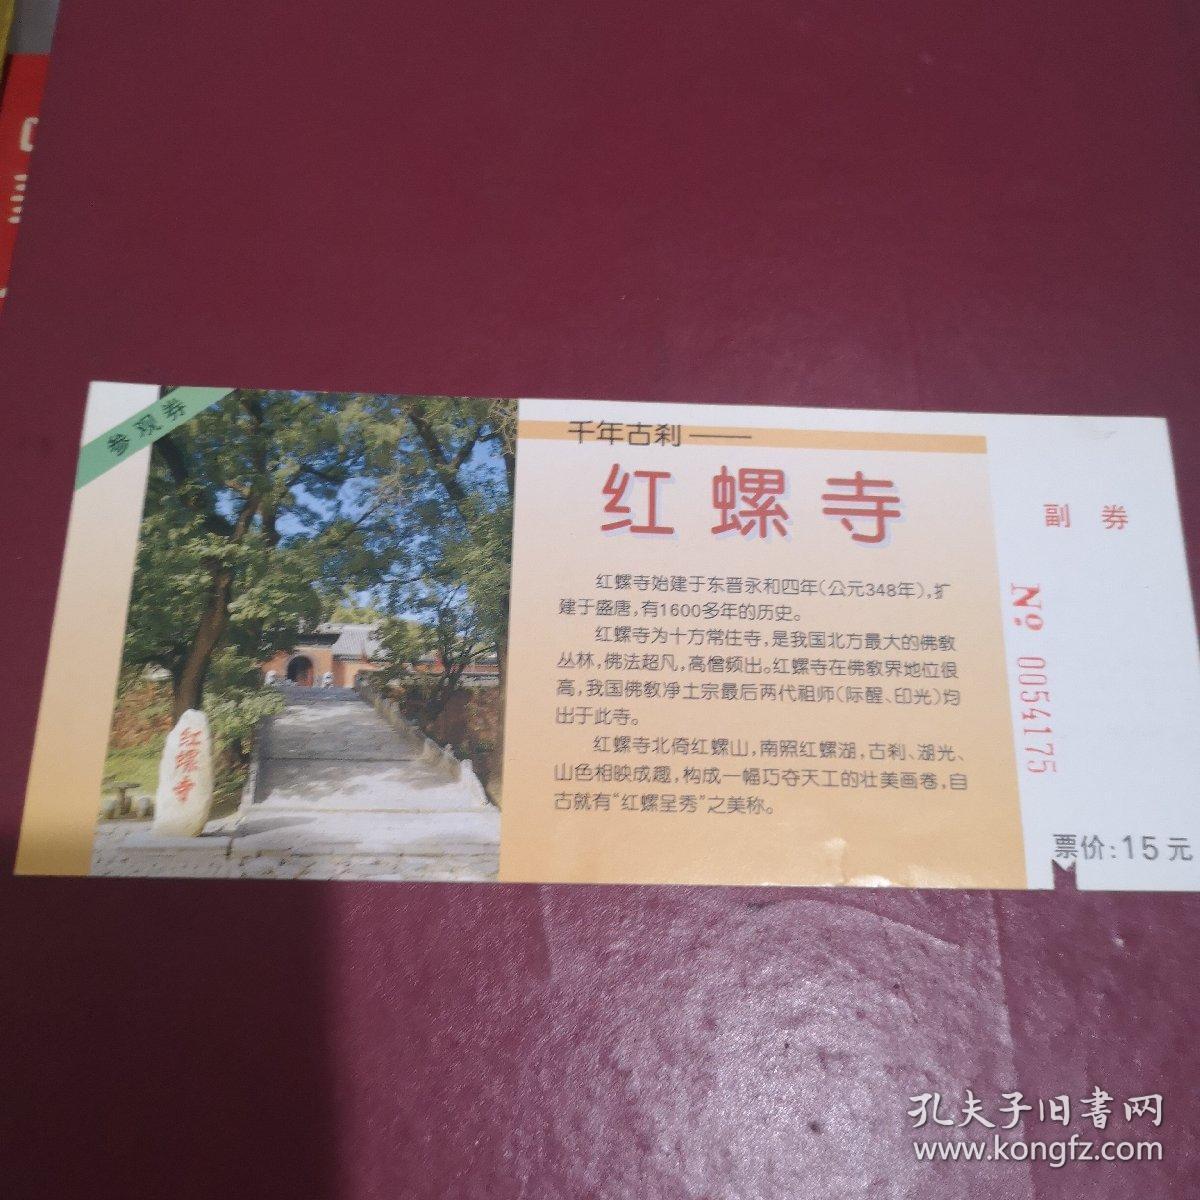 参观券
千年古刹——
红螺寺
红螺寺始建于东晋永和四年(公元348年),扩
建于盛唐,有1600多年的历史。
红螺寺为十方常住寺,是我国北方最大的佛教
丛林,佛法超凡,高僧频出。红螺寺在佛教界地位很
高,我国佛教净土宗最后两代祖师(际醒、印光)均
出于此寺。
红螺寺北倚红螺山,南照红螺湖,古刹、湖光、
山色相映成趣,构成一幅巧夺天工的壮美画卷,自
古就有“红螺呈秀”之美称。
红螺寺
副 券
№ 0054175
票价:15元
孔夫子旧書网
www.kongfz.com